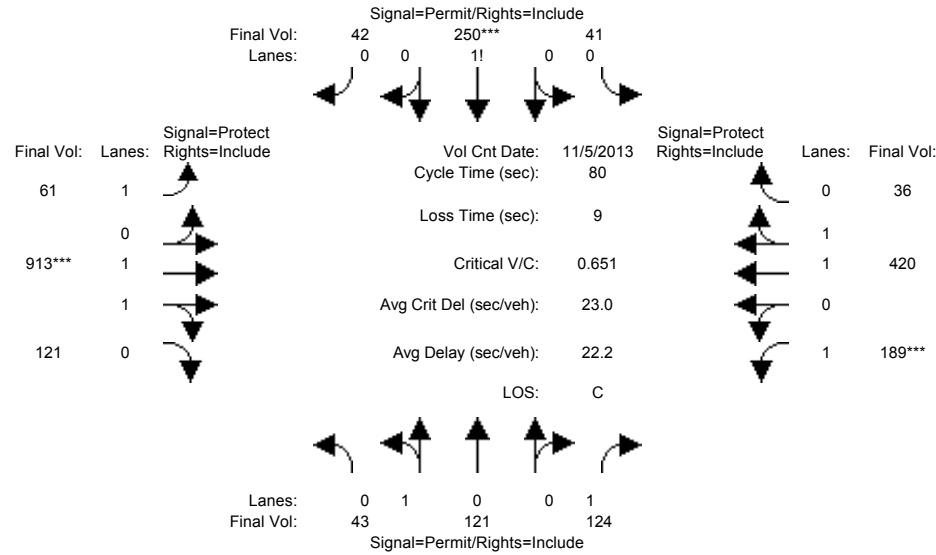 Signal=Permit/Rights=Include
Final Vol: 42 250*** 41
Lanes: 0 0 1! 0 0
Signal=Protect Signal=Protect
Final Vol: Lanes: Rights=Include Vol Cnt Date: 11/5/2013 Rights=Include Lanes: Final Vol:
Cycle Time (sec): 80
61 1 0 36
Loss Time (sec): 9
0 1
913*** 1 Critical V/C: 0.651 1 420
1 Avg Crit Del (sec/veh): 23.0 0
121 0 Avg Delay (sec/veh): 22.2 1 189***
LOS: C
Lanes: 0 1 0 0 1
Final Vol: 43 121 124
Signal=Permit/Rights=Include